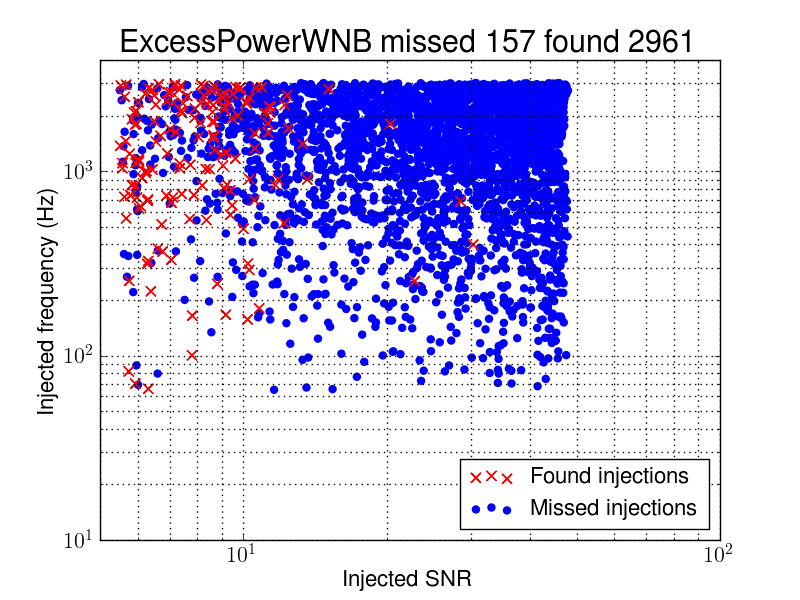 ExcessPowerWNB missed 157 found 2961
Injected frequency (Hz)
10³
10²
10¹
Found injections
Missed injections
10¹
10²
Injected SNR